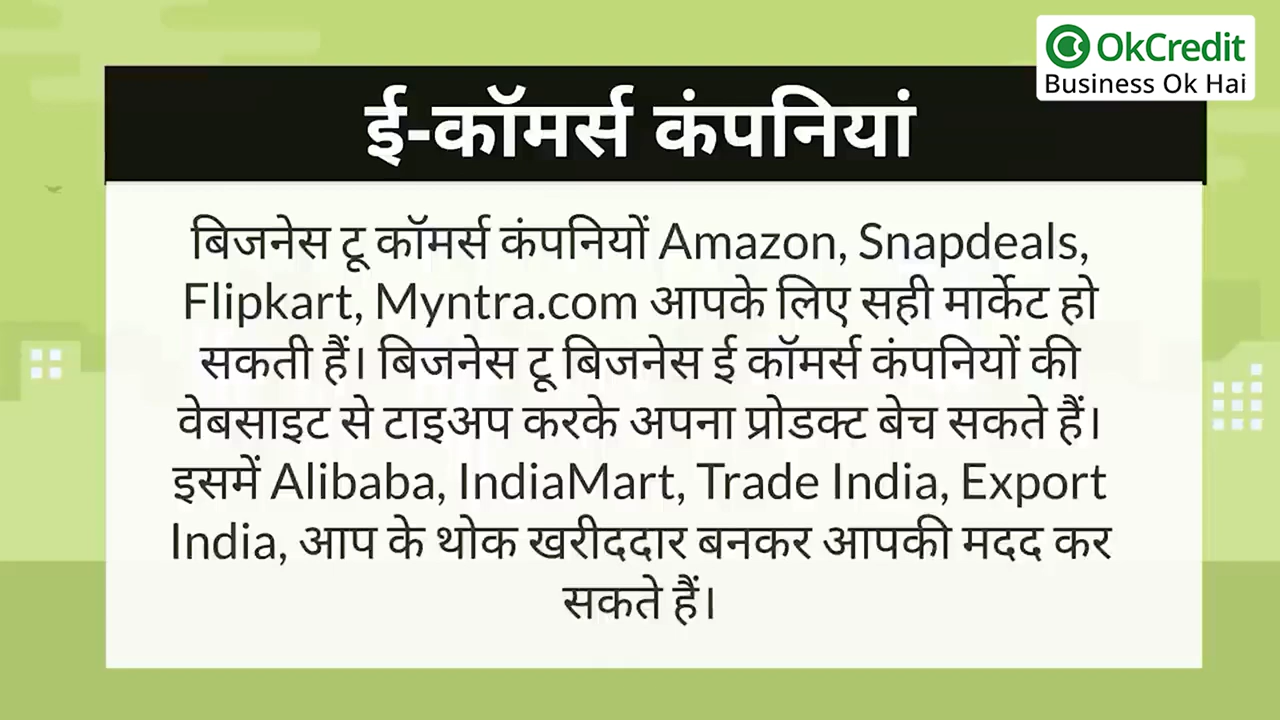 OkCredit
Business Ok Hai
ई-कॉमर्स कंपनियां
बिजनेस टू कॉमर्स कंपनियों Amazon, Snapdeals,
Flipkart, Myntra.com आपके लिए सही मार्केट हो
सकती हैं। बिजनेस टू बिजनेस ई कॉमर्स कंपनियों की
वेबसाइट से टाइअप करके अपना प्रोडक्ट बेच सकते हैं।
इसमें Alibaba, IndiaMart, Trade India, Export
India, आप के थोक खरीददार बनकर आपकी मदद कर
सकते हैं।